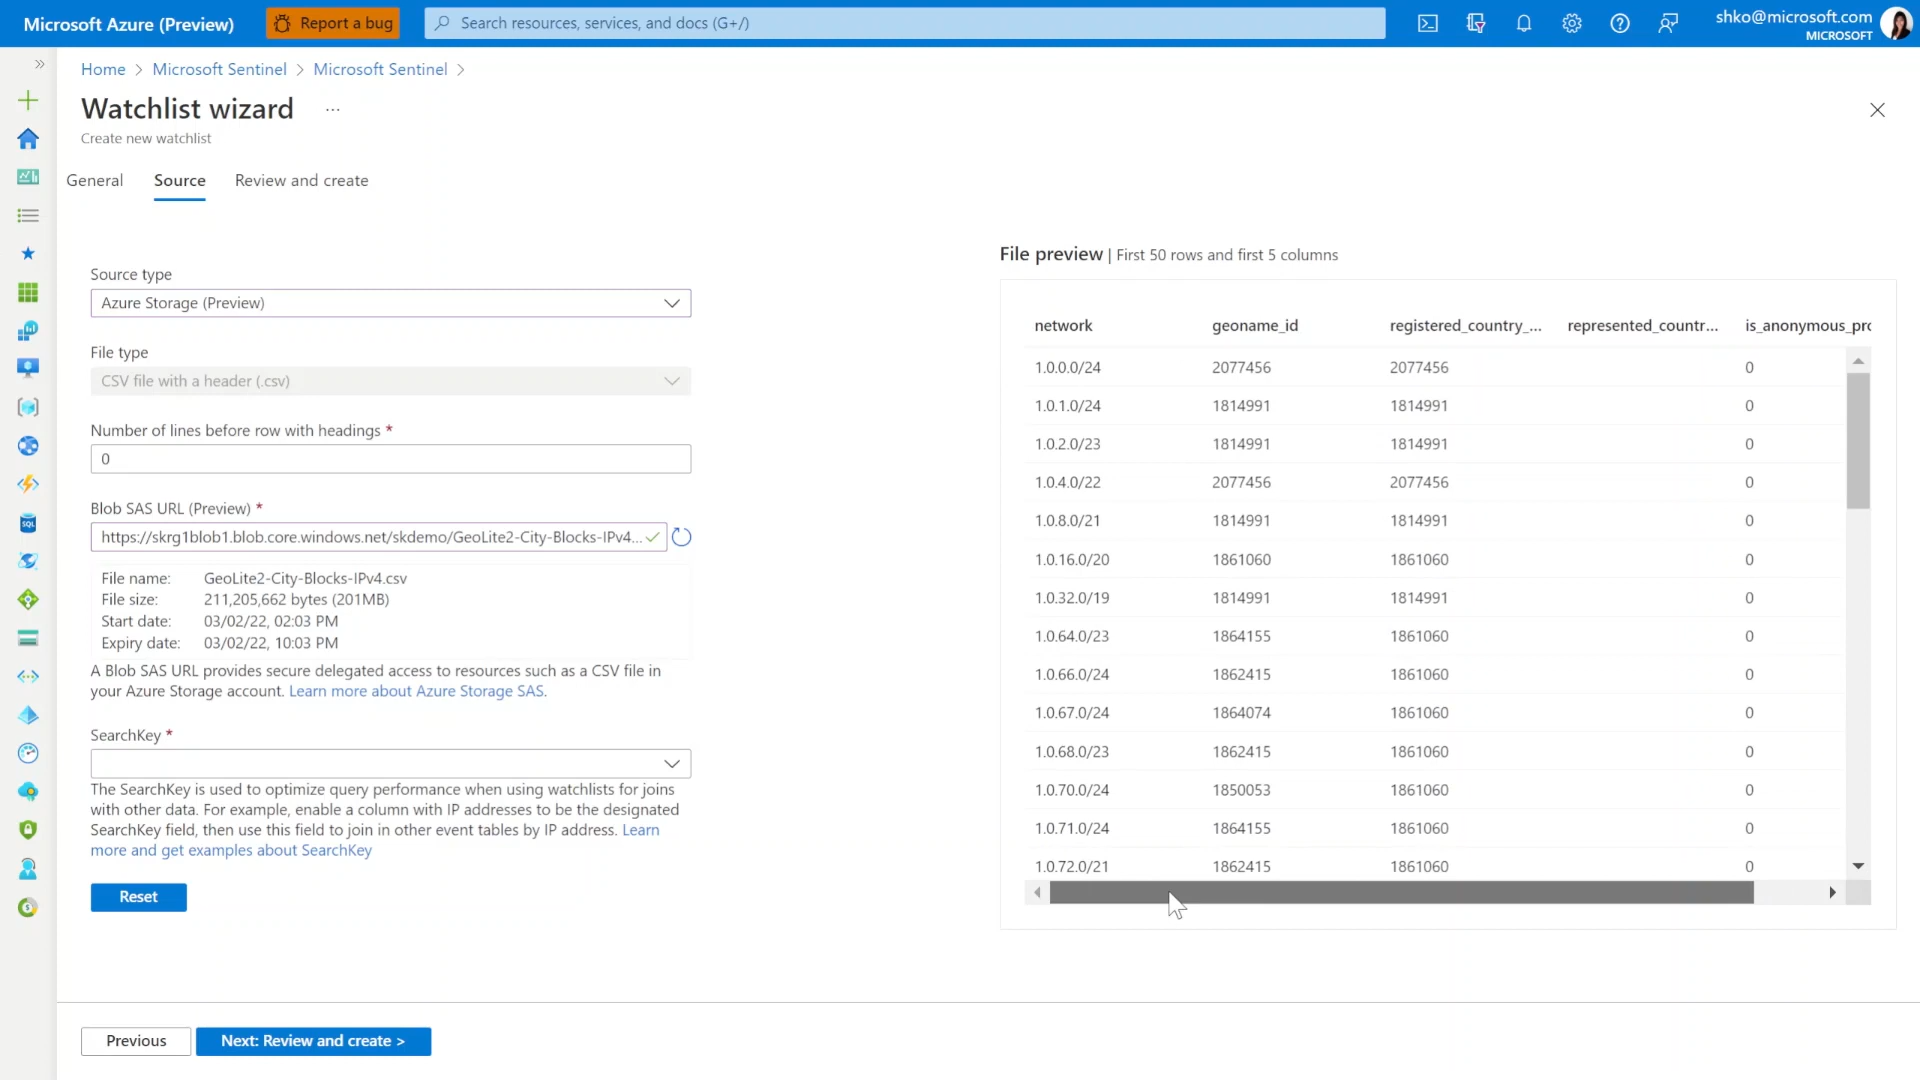 Microsoft Azure (Preview)
Report a bug
Search resources, services, and docs (G+/)
shko@microsoft.com
MICROSOFT
Home > Microsoft Sentinel > Microsoft Sentinel >
Watchlist wizard ...
Create new watchlist
General Source Review and create
Source type
Azure Storage (Preview)
File type
CSV file with a header (.csv)
Number of lines before row with headings *
0
Blob SAS URL (Preview) *
https://skrg1blob1.blob.core.windows.net/skdemo/GeoLite2-City-Blocks-IPv4...
File name: GeoLite2-City-Blocks-IPv4.csv
File size: 211,205,662 bytes (201MB)
Start date: 03/02/22, 02:03 PM
Expiry date: 03/02/22, 10:03 PM
A Blob SAS URL provides secure delegated access to resources such as a CSV file in
your Azure Storage account. Learn more about Azure Storage SAS.
SearchKey *
The SearchKey is used to optimize query performance when using watchlists for joins
with other data. For example, enable a column with IP addresses to be the designated
SearchKey field, then use this field to join in other event tables by IP address. Learn
more and get examples about SearchKey
Reset
File preview | First 50 rows and first 5 columns
network geoname_id registered_country_... represented_countr... is_anonymous_pro
1.0.0.0/24 2077456 2077456 0
1.0.1.0/24 1814991 1814991 0
1.0.2.0/23 1814991 1814991 0
1.0.4.0/22 2077456 2077456 0
1.0.8.0/21 1814991 1814991 0
1.0.16.0/20 1861060 1861060 0
1.0.32.0/19 1814991 1814991 0
1.0.64.0/23 1864155 1861060 0
1.0.66.0/24 1862415 1861060 0
1.0.67.0/24 1864074 1861060 0
1.0.68.0/23 1862415 1861060 0
1.0.70.0/24 1850053 1861060 0
1.0.71.0/24 1864155 1861060 0
1.0.72.0/21 1862415 1861060 0
Previous
Next: Review and create >